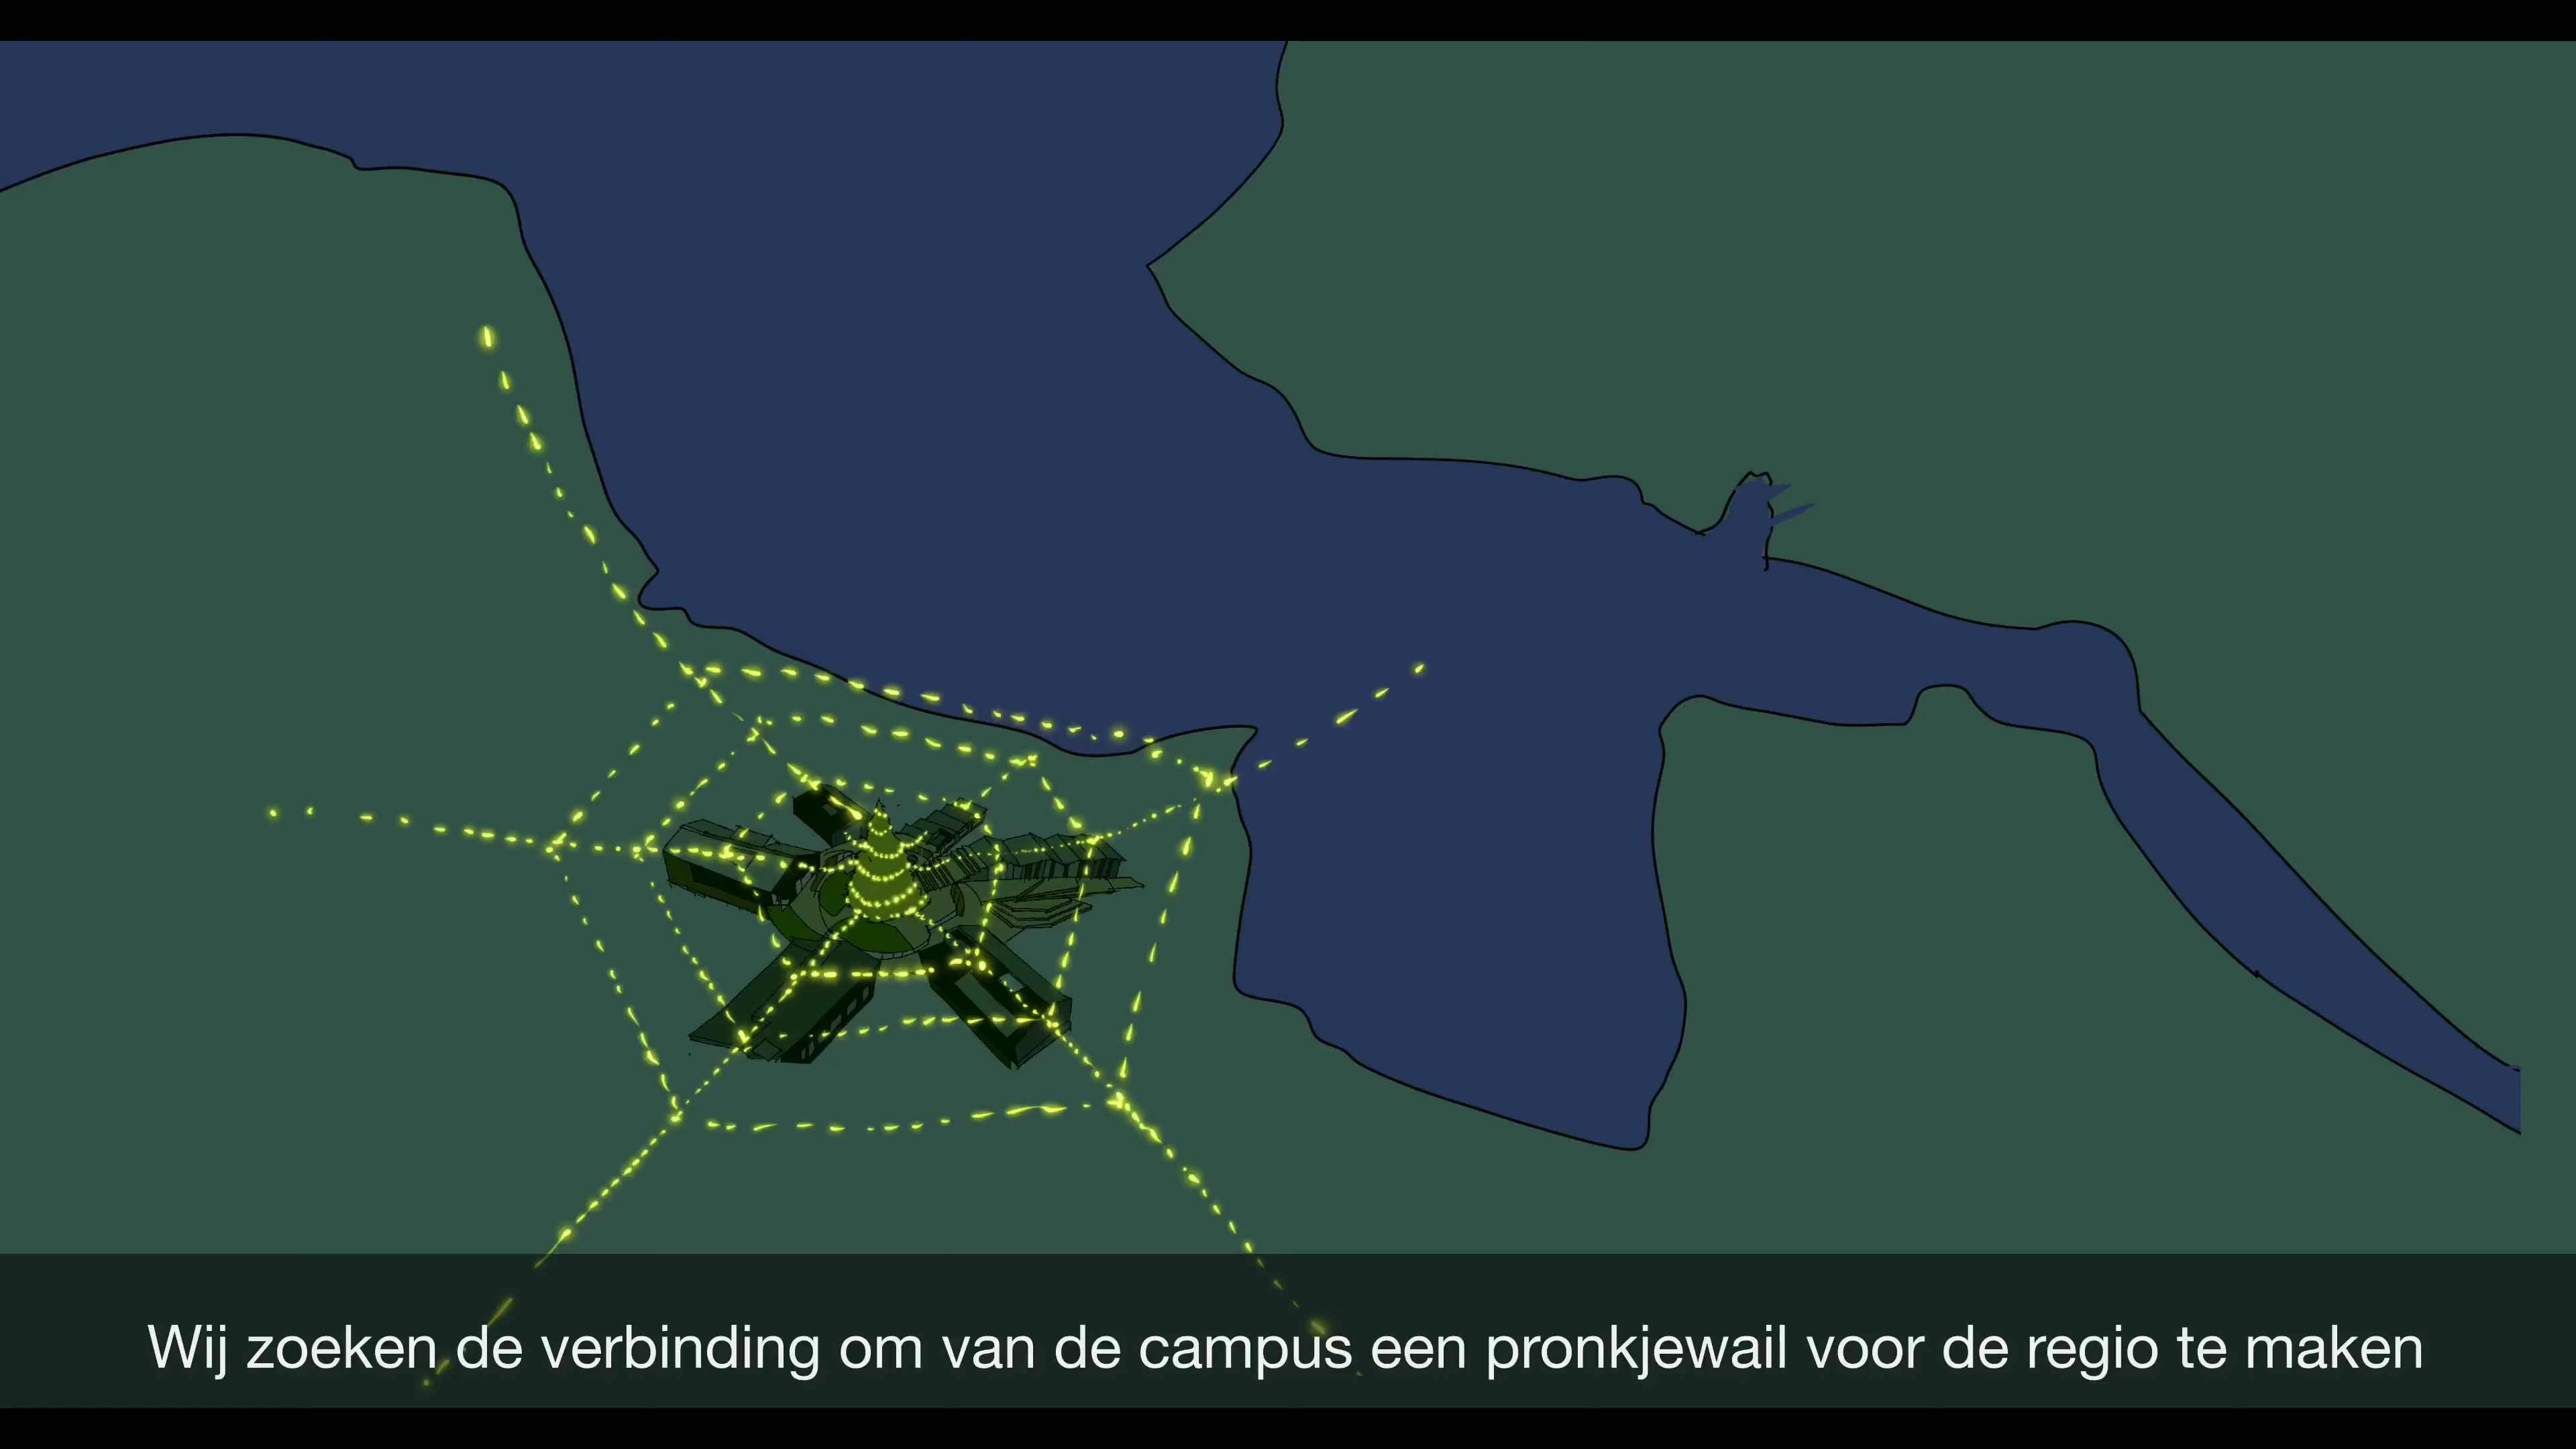 Wij zoeken de verbinding om van de campus een pronkjewail voor de regio te maken